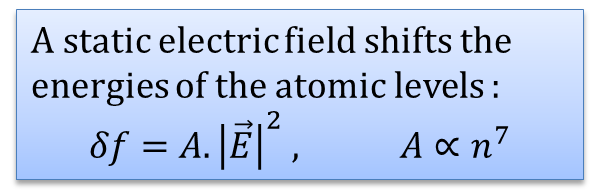 A static electric field shifts the
energies of the atomic levels :
δf = A. |E⃗|² , A ∝ n⁷